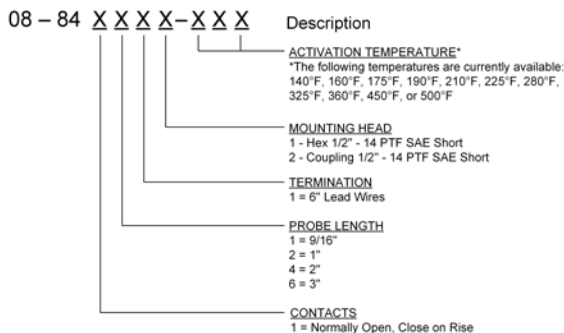 08 – 84 X X X X – X X X Description
ACTIVATION TEMPERATURE*
*The following temperatures are currently available:
140°F, 160°F, 175°F, 190°F, 210°F, 225°F, 280°F,
325°F, 360°F, 450°F, or 500°F
MOUNTING HEAD
1 - Hex 1/2" - 14 PTF SAE Short
2 - Coupling 1/2" - 14 PTF SAE Short
TERMINATION
1 = 6" Lead Wires
PROBE LENGTH
1 = 9/16"
2 = 1"
4 = 2"
6 = 3"
CONTACTS
1 = Normally Open, Close on Rise